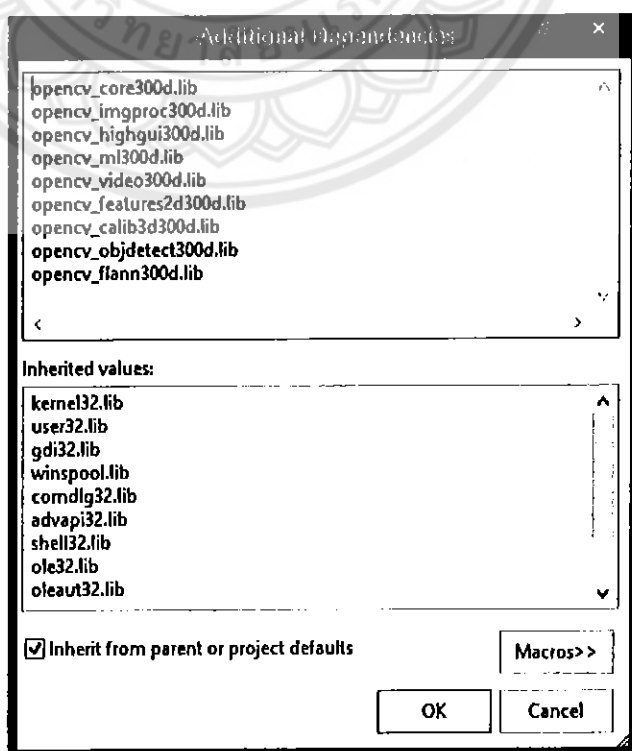 Additional Dependencies
opencv_core300d.lib
opencv_imgproc300d.lib
opencv_highgui300d.lib
opencv_ml300d.lib
opencv_video300d.lib
opencv_features2d300d.lib
opencv_calib3d300d.lib
opencv_objdetect300d.lib
opencv_flann300d.lib
Inherited values:
kernel32.lib
user32.lib
gdi32.lib
winspool.lib
comdlg32.lib
advapi32.lib
shell32.lib
ole32.lib
oleaut32.lib
Inherit from parent or project defaults
Macros>>
OK
Cancel